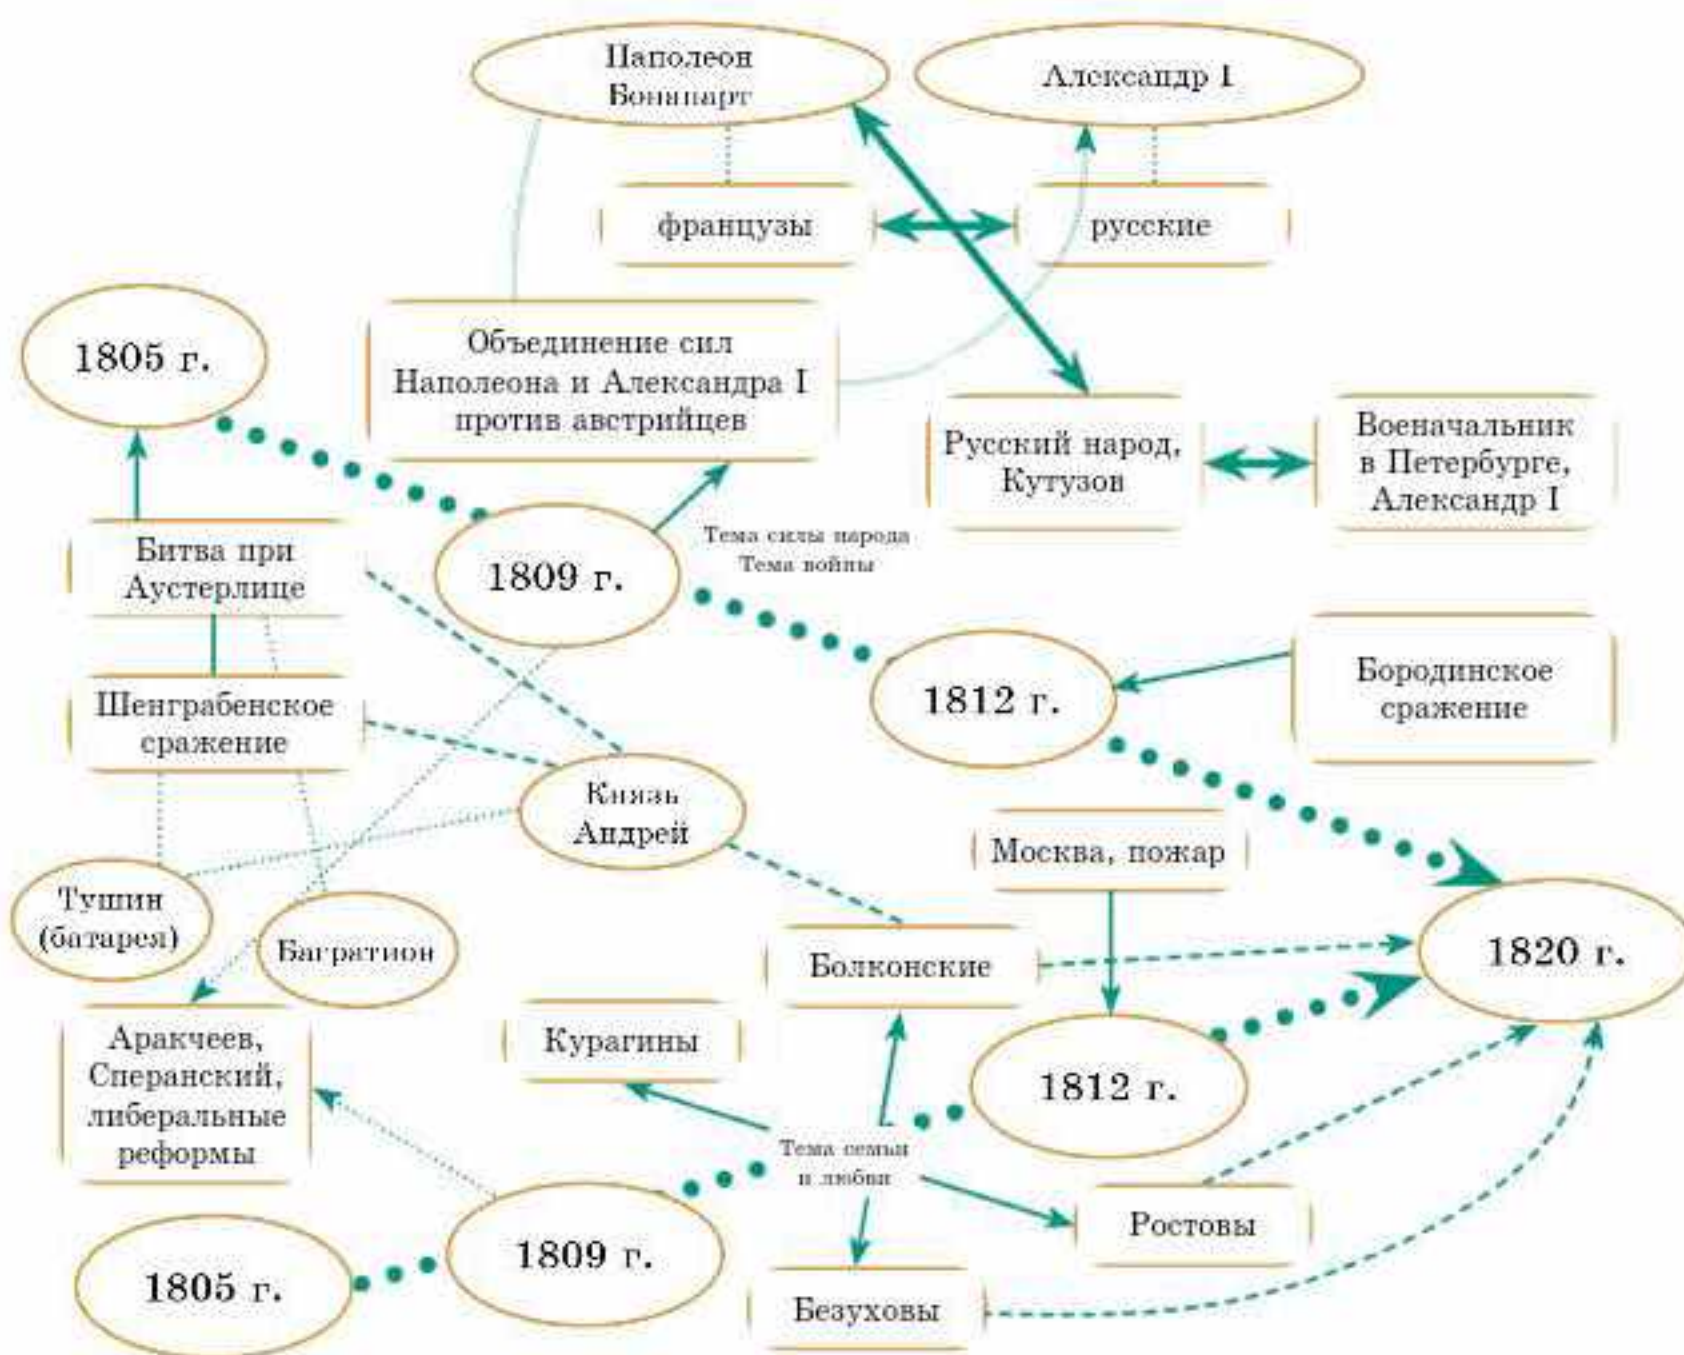 Наполеон
Бонапарт
Александр I
французы
русские
1805 г.
Объединение сил
Наполеона и Александра I
против австрийцев
Русский народ,
Кутузов
Военачальник
в Петербурге,
Александр I
Битва при
Аустерлице
1809 г.
Тема силы народа
Тема войны
Шенграбенское
сражение
1812 г.
Бородинское
сражение
Князь
Андрей
Москва, пожар
Тушин
(батарея)
Багратион
Болконские
1820 г.
Аракчеев,
Сперанский,
либеральные
реформы
Курагины
1812 г.
Тема семьи
и любви
Ростовы
1809 г.
1805 г.
Безуховы